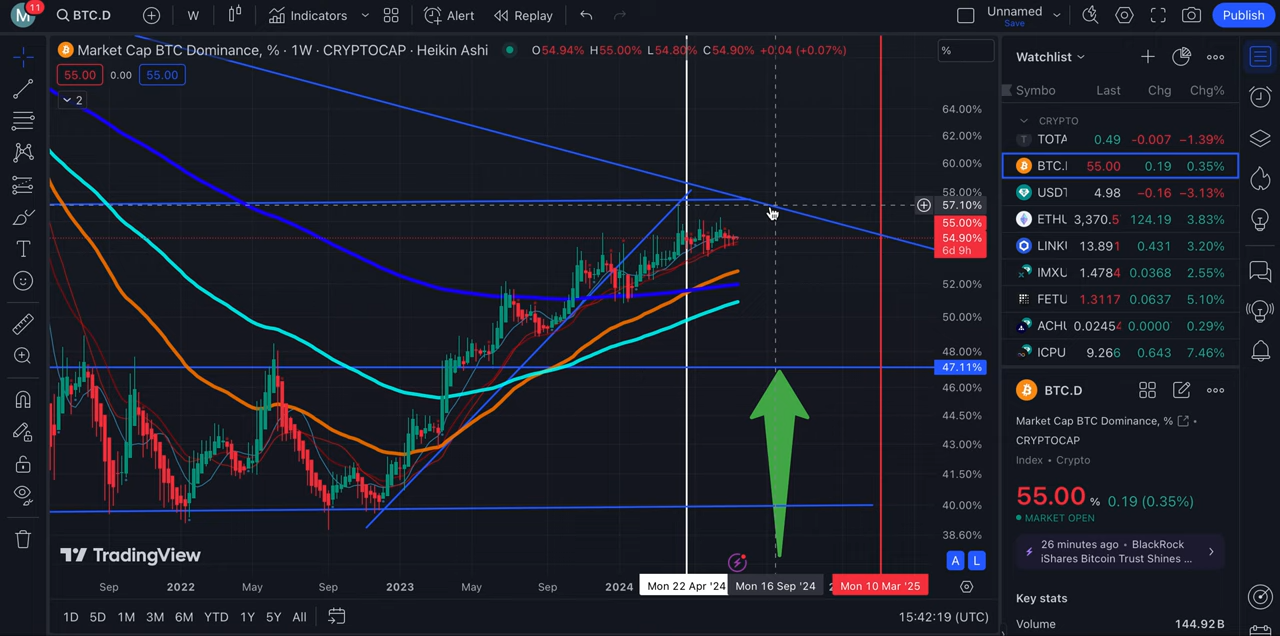 M 11 BTC.D W Indicators Alert Replay Unnamed Save Publish
Market Cap BTC Dominance, % · 1W · CRYPTOCAP · Heikin Ashi O54.94% H55.00% L54.80% C54.90% +0.04 (+0.07%)
55.00 0.00 55.00
2
%
64.00%
62.00%
60.00%
58.00%
57.10%
55.00%
54.90%
6d 9h
52.00%
50.00%
48.00%
47.11%
46.00%
44.50%
43.00%
41.50%
40.00%
38.60%
A L
TradingView
Sep 2022 May Sep 2023 May Sep 2024 Mon 22 Apr '24 Mon 16 Sep '24 Mon 10 Mar '25
1D 5D 1M 3M 6M YTD 1Y 5Y All 15:42:19 (UTC)
Watchlist
Symbo Last Chg Chg%
CRYPTO
TOTA 0.49 -0.007 -1.39%
BTC.I 55.00 0.19 0.35%
USDT 4.98 -0.16 -3.13%
ETHU 3,370.5 124.19 3.83%
LINKU 13.891 0.431 3.20%
IMXU 1.4784 0.0368 2.55%
FETU 1.3117 0.0637 5.10%
ACHU 0.0245 0.0000 0.29%
ICPU 9.266 0.643 7.46%
BTC.D
Market Cap BTC Dominance, % •
CRYPTOCAP
Index • Crypto
55.00 % 0.19 (0.35%)
MARKET OPEN
26 minutes ago • BlackRock
iShares Bitcoin Trust Shines ...
Key stats
Volume 144.92B